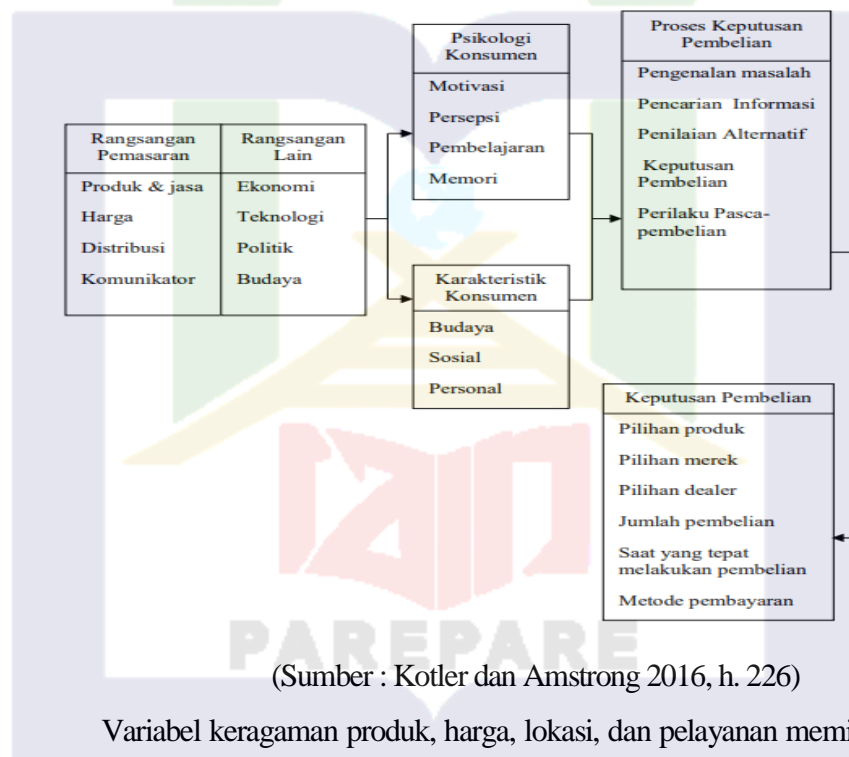 Rangsangan
Pemasaran
Produk & jasa
Harga
Distribusi
Komunikator
Rangsangan
Lain
Ekonomi
Teknologi
Politik
Budaya
Psikologi
Konsumen
Motivasi
Persepsi
Pembelajaran
Memori
Karakteristik
Konsumen
Budaya
Sosial
Personal
Proses Keputusan
Pembelian
Pengenalan masalah
Pencarian Informasi
Penilaian Alternatif
Keputusan
Pembelian
Perilaku Pasca-
pembelian
Keputusan Pembelian
Pilihan produk
Pilihan merek
Pilihan dealer
Jumlah pembelian
Saat yang tepat
melakukan pembelian
Metode pembayaran
PAREPARE
(Sumber : Kotler dan Amstrong 2016, h. 226)
Variabel keragaman produk, harga, lokasi, dan pelayanan